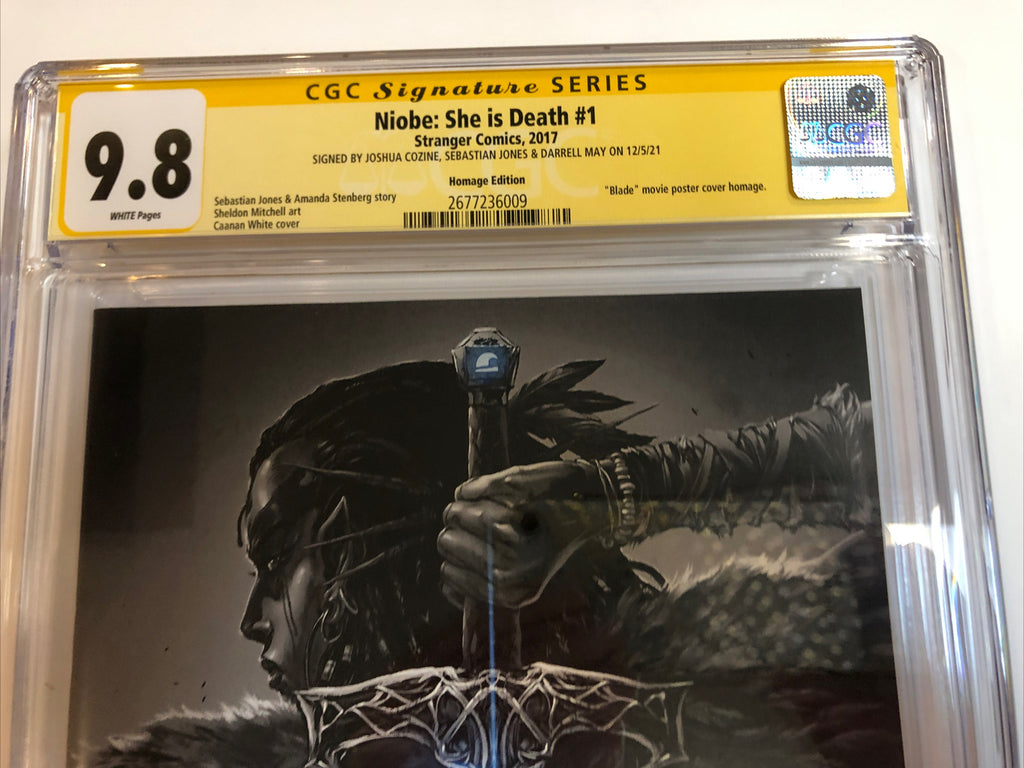 CGC Signature SERIES
Niobe: She is Death #1
Stranger Comics, 2017
SIGNED BY JOSHUA COZINE, SEBASTIAN JONES & DARRELL MAY ON 12/5/21
9.8
WHITE Pages
Homage Edition
Sebastian Jones & Amanda Stenberg story
Sheldon Mitchell art
Caanan White cover
2677236009
"Blade" movie poster cover homage.
CGC